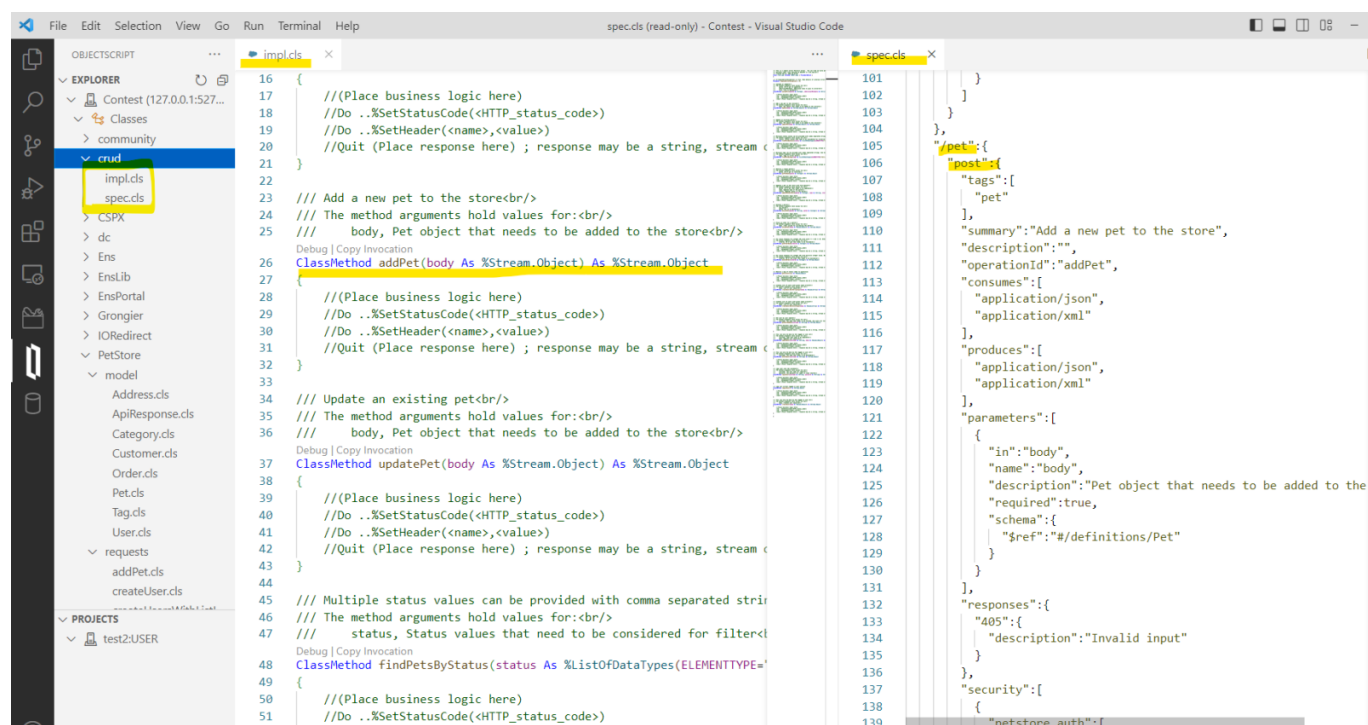 File Edit Selection View Go Run Terminal Help
spec.cls (read-only) - Contest - Visual Studio Code
OBJECTSCRIPT
EXPLORER
Contest (127.0.0.1:527...
Classes
community
crud
impl.cls
spec.cls
CSPX
dc
Ens
EnsLib
EnsPortal
Grongier
IORedirect
PetStore
model
Address.cls
ApiResponse.cls
Category.cls
Customer.cls
Order.cls
Pet.cls
Tag.cls
User.cls
requests
addPet.cls
createUser.cls
PROJECTS
test2:USER
impl.cls
16 {
17 //(Place business logic here)
18 //Do ..%SetStatusCode(<HTTP_status_code>)
19 //Do ..%SetHeader(<name>,<value>)
20 //Quit (Place response here) ; response may be a string, stream
21 }
22
23 /// Add a new pet to the store<br/>
24 /// The method arguments hold values for:<br/>
25 /// body, Pet object that needs to be added to the store<br/>
Debug | Copy Invocation
26 ClassMethod addPet(body As %Stream.Object) As %Stream.Object
27 {
28 //(Place business logic here)
29 //Do ..%SetStatusCode(<HTTP_status_code>)
30 //Do ..%SetHeader(<name>,<value>)
31 //Quit (Place response here) ; response may be a string, stream
32 }
33
34 /// Update an existing pet<br/>
35 /// The method arguments hold values for:<br/>
36 /// body, Pet object that needs to be added to the store<br/>
Debug | Copy Invocation
37 ClassMethod updatePet(body As %Stream.Object) As %Stream.Object
38 {
39 //(Place business logic here)
40 //Do ..%SetStatusCode(<HTTP_status_code>)
41 //Do ..%SetHeader(<name>,<value>)
42 //Quit (Place response here) ; response may be a string, stream
43 }
44
45 /// Multiple status values can be provided with comma separated strin
46 /// The method arguments hold values for:<br/>
47 /// status, Status values that need to be considered for filter<b
Debug | Copy Invocation
48 ClassMethod findPetsByStatus(status As %ListOfDataTypes(ELEMENTTYPE="
49 {
50 //(Place business logic here)
51 //Do ..%SetStatusCode(<HTTP_status_code>)
spec.cls
101 }
102 ]
103 }
104 },
105 "/pet":{
106 "post":{
107 "tags":[
108 "pet"
109 ],
110 "summary":"Add a new pet to the store",
111 "description":"",
112 "operationId":"addPet",
113 "consumes":[
114 "application/json",
115 "application/xml"
116 ],
117 "produces":[
118 "application/json",
119 "application/xml"
120 ],
121 "parameters":[
122 {
123 "in":"body",
124 "name":"body",
125 "description":"Pet object that needs to be added to the
126 "required":true,
127 "schema":{
128 "$ref":"#/definitions/Pet"
129 }
130 }
131 ],
132 "responses":{
133 "405":{
134 "description":"Invalid input"
135 }
136 },
137 "security":[
138 {
139 "petstore_auth":[